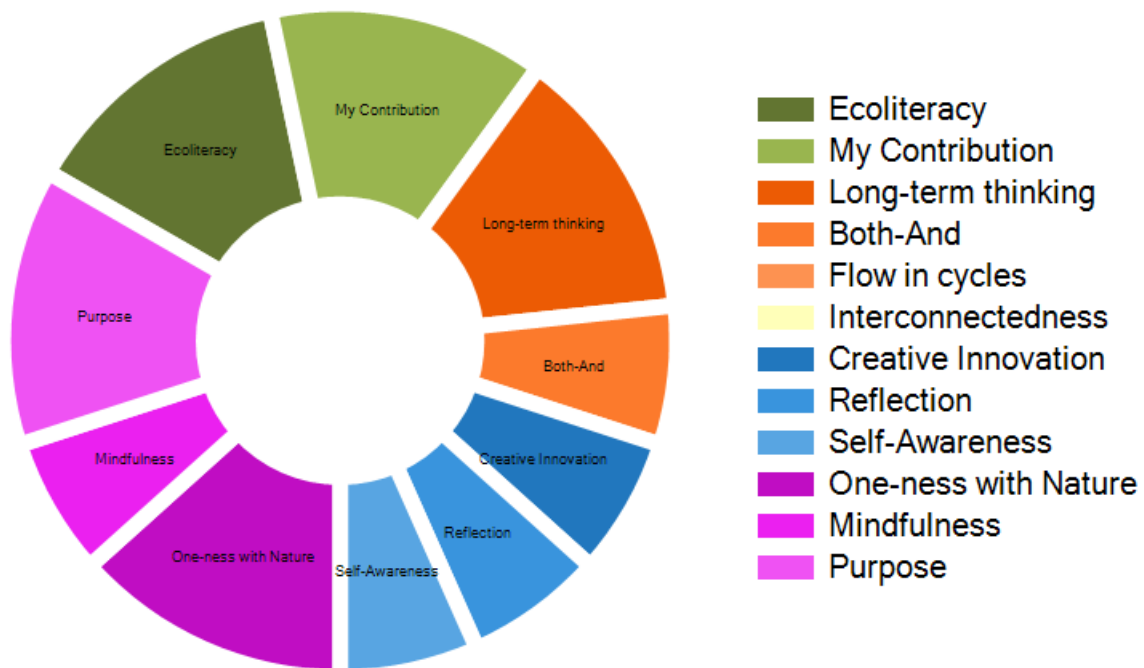 My Contribution
Ecoliteracy
Long-term thinking
Purpose
Both-And
Mindfulness
Creative Innovation
Reflection
One-ness with Nature
Self-Awareness
Ecoliteracy
My Contribution
Long-term thinking
Both-And
Flow in cycles
Interconnectedness
Creative Innovation
Reflection
Self-Awareness
One-ness with Nature
Mindfulness
Purpose